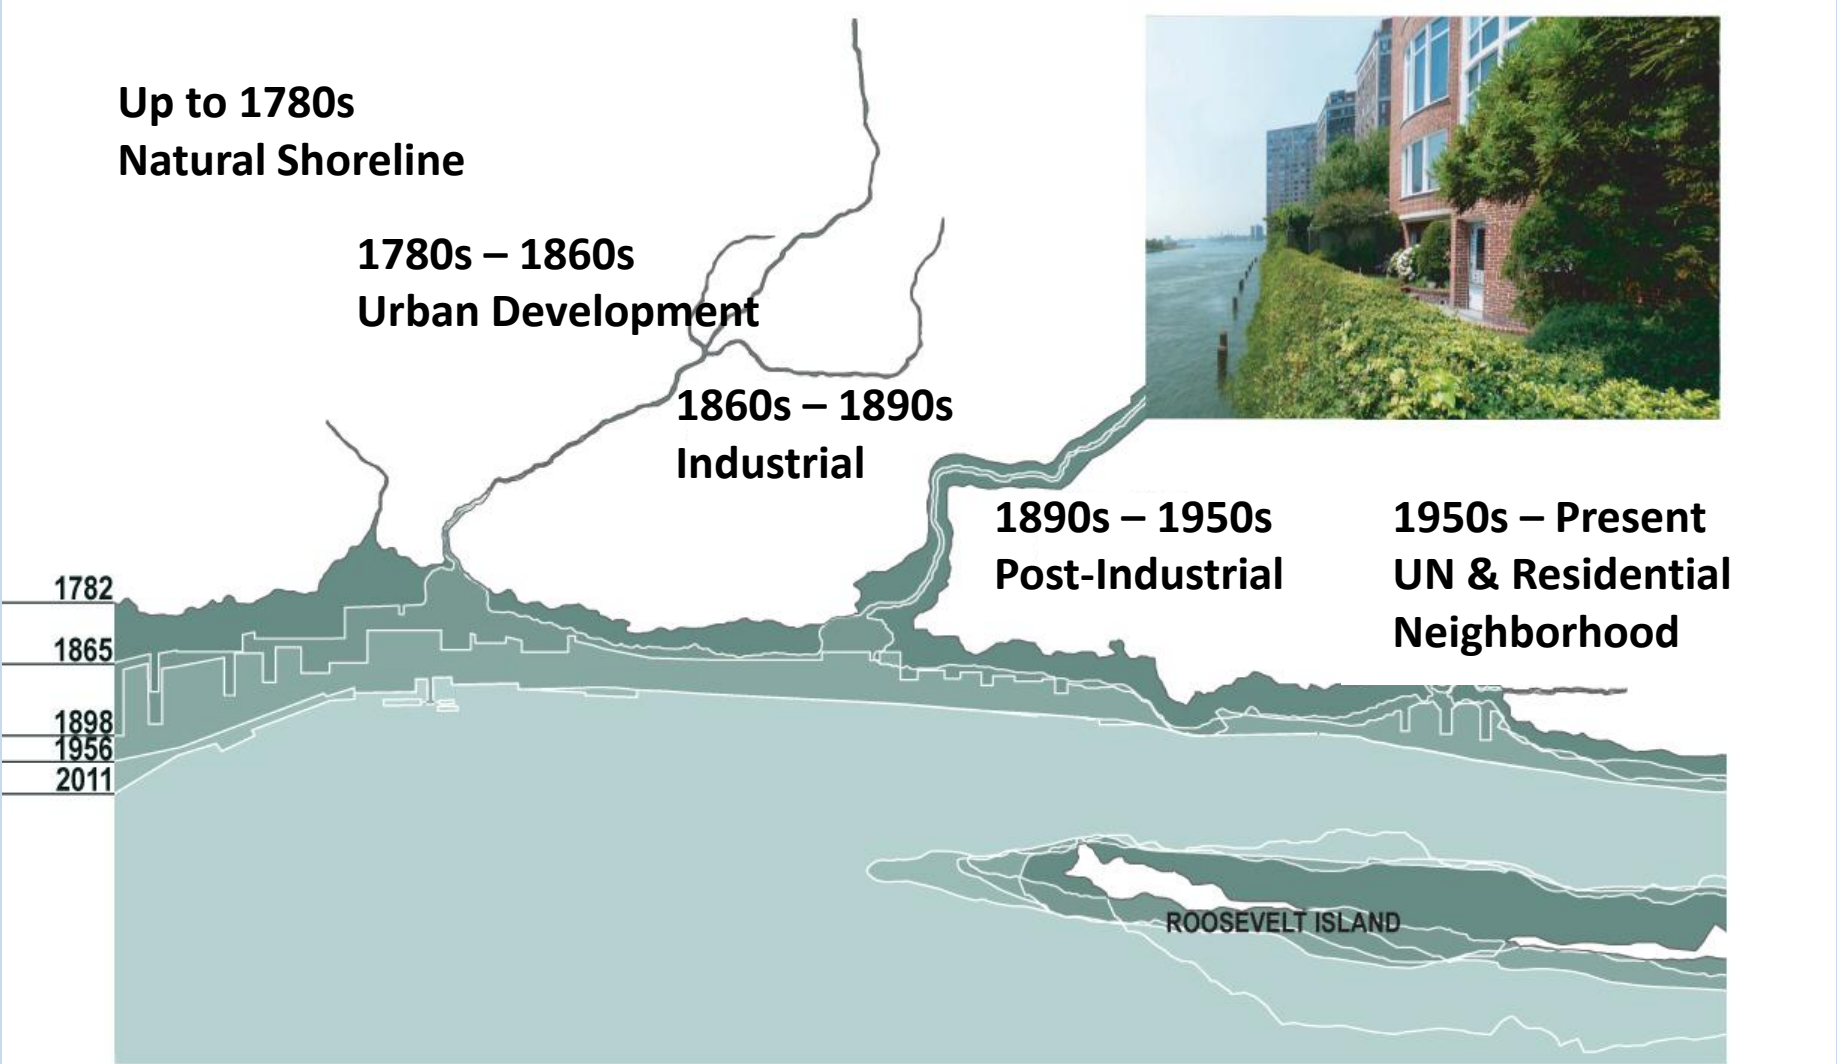 Up to 1780s
Natural Shoreline
1780s – 1860s
Urban Development
1860s – 1890s
Industrial
1890s – 1950s
Post-Industrial
1950s – Present
UN & Residential
Neighborhood
1782
1865
1898
1956
2011
ROOSEVELT ISLAND